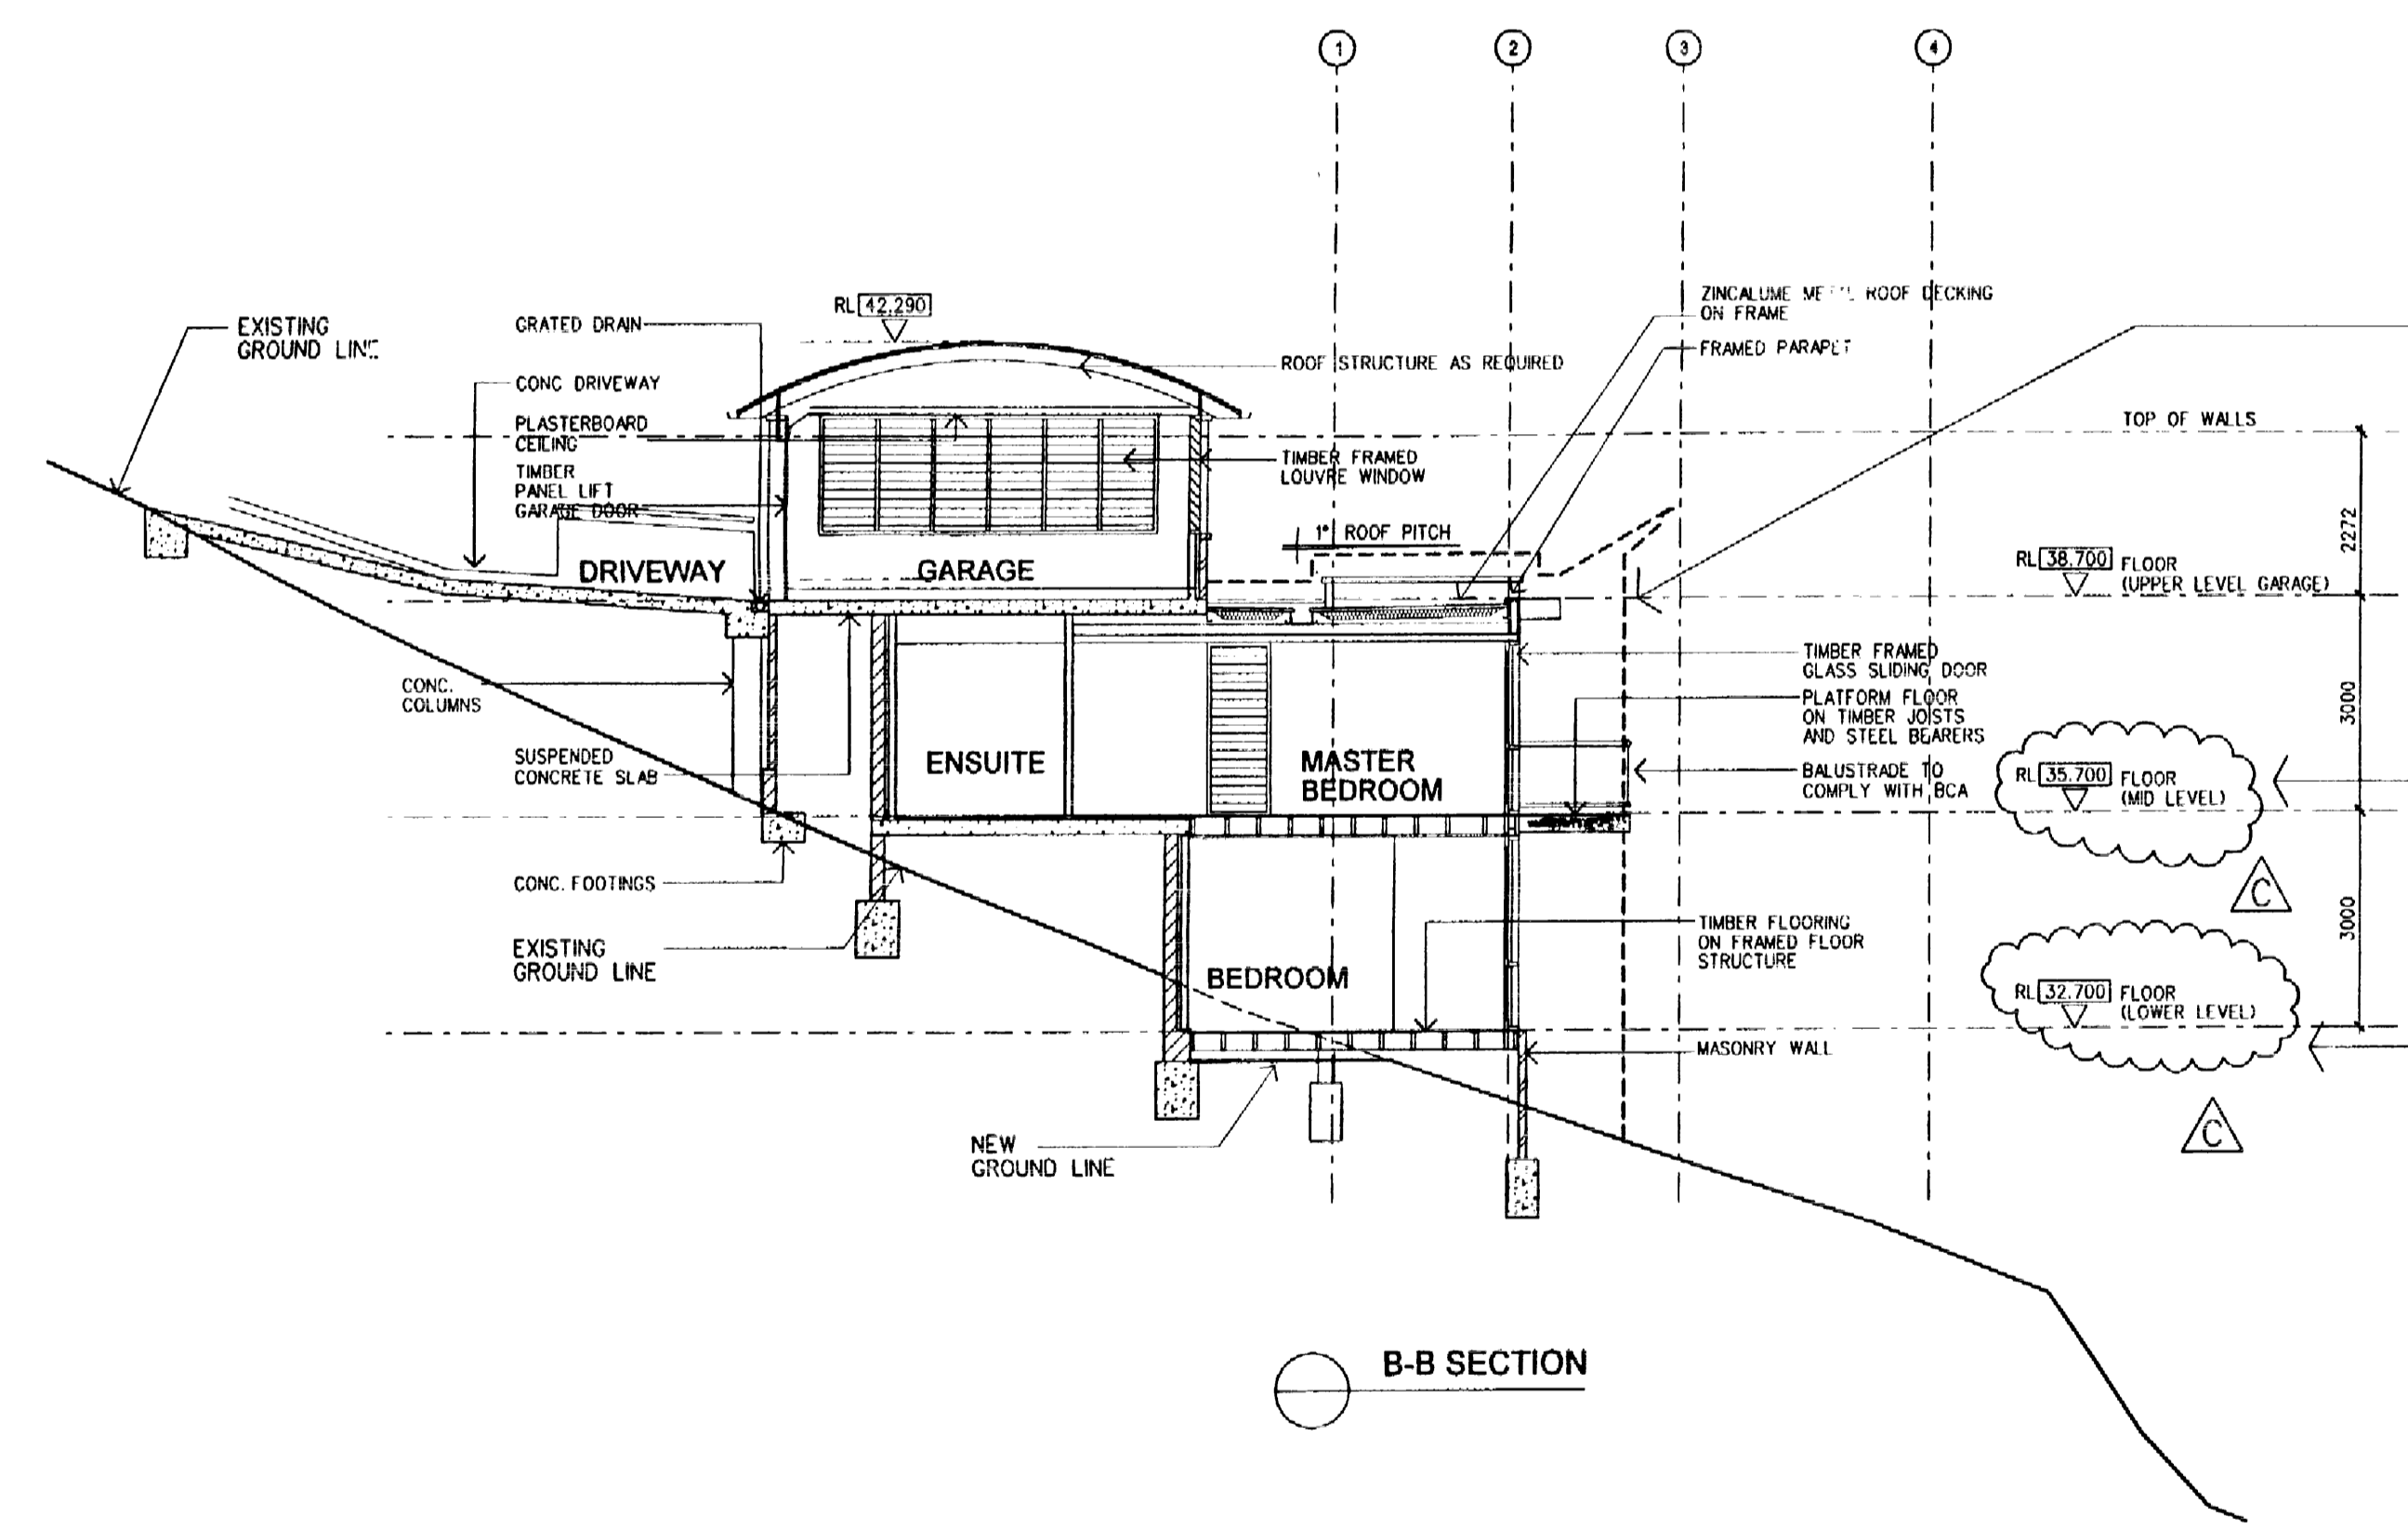 1
2
3
4
RL 42.290
EXISTING
GROUND LINE
GRATED DRAIN
CONC DRIVEWAY
PLASTERBOARD
CEILING
TIMBER
PANEL LIFT
GARAGE DOOR
ROOF STRUCTURE AS REQUIRED
ZINCALUME ROOF DECKING
ON FRAME
FRAMED PARAPET
TOP OF WALLS
TIMBER FRAMED
LOUVRE WINDOW
1° ROOF PITCH
2272
DRIVEWAY
GARAGE
RL 38.700 FLOOR
(UPPER LEVEL GARAGE)
CONC.
COLUMNS
TIMBER FRAMED
GLASS SLIDING DOOR
PLATFORM FLOOR
ON TIMBER JOISTS
AND STEEL BEARERS
3000
SUSPENDED
CONCRETE SLAB
ENSUITE
MASTER
BEDROOM
BALUSTRADE TO
COMPLY WITH BCA
RL 35.700 FLOOR
(MID LEVEL)
C
CONC. FOOTINGS
EXISTING
GROUND LINE
BEDROOM
TIMBER FLOORING
ON FRAMED FLOOR
STRUCTURE
3000
RL 32.700 FLOOR
(LOWER LEVEL)
MASONRY WALL
C
NEW
GROUND LINE
B-B SECTION